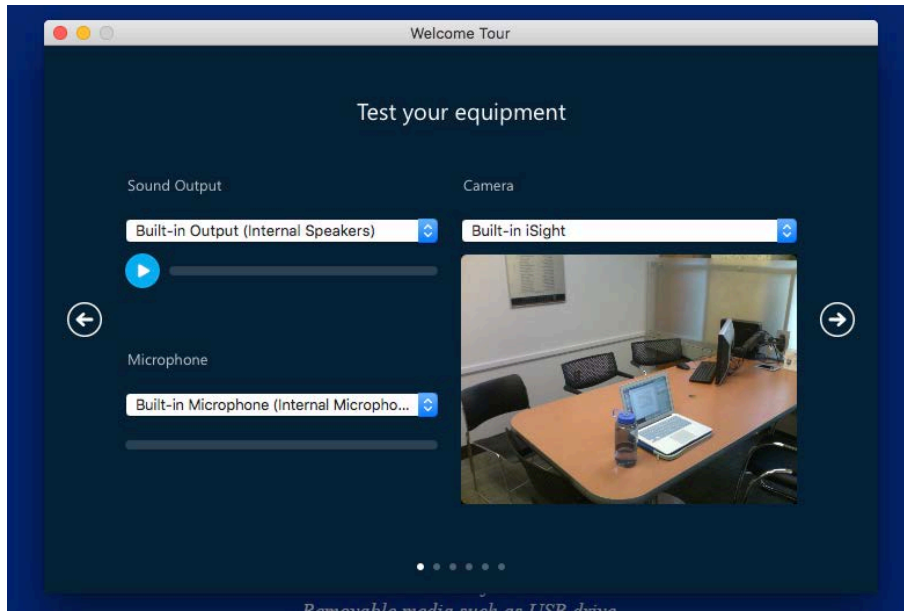 Welcome Tour
Test your equipment
Sound Output
Built-in Output (Internal Speakers)
Microphone
Built-in Microphone (Internal Micropho...
Camera
Built-in iSight
Removable media such as USB drive